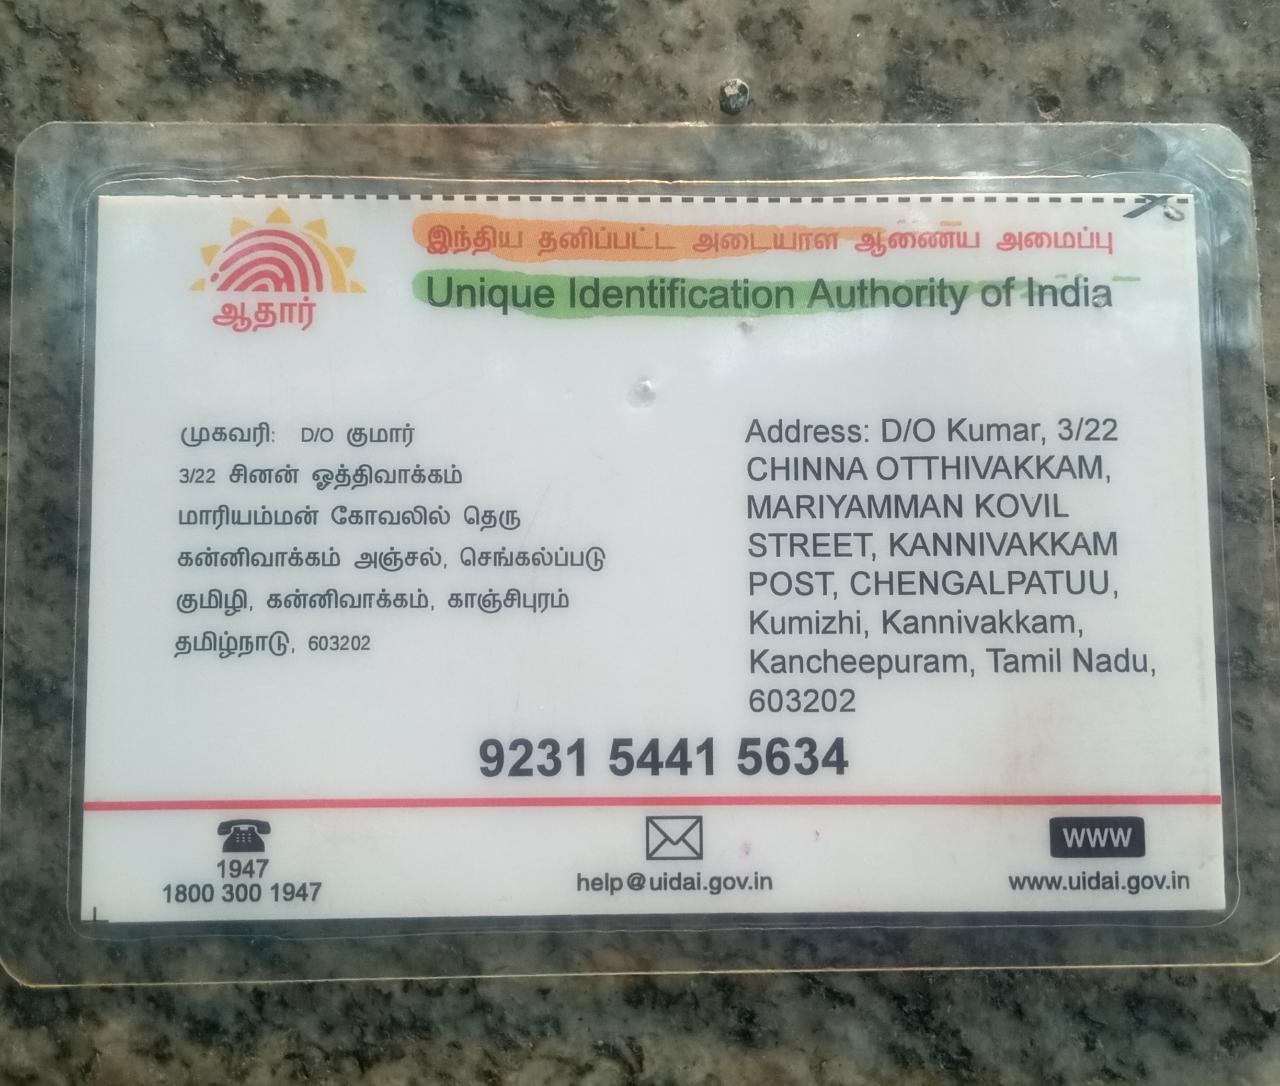 இந்திய தனிப்பட்ட அடையாள ஆணைய அமைப்பு
Unique Identification Authority of India
ஆதார்
முகவரி: D/O குமார்
3/22 சினன் ஓத்திவாக்கம்
மாரியம்மன் கோவலில் தெரு
கன்னிவாக்கம் அஞ்சல், செங்கல்ப்படு
குமிழி, கன்னிவாக்கம், காஞ்சிபுரம்
தமிழ்நாடு, 603202
Address: D/O Kumar, 3/22
CHINNA OTTHIVAKKAM,
MARIYAMMAN KOVIL
STREET, KANNIVAKKAM
POST, CHENGALPATUU,
Kumizhi, Kannivakkam,
Kancheepuram, Tamil Nadu,
603202
9231 5441 5634
1947
1800 300 1947
help@uidai.gov.in
WWW
www.uidai.gov.in